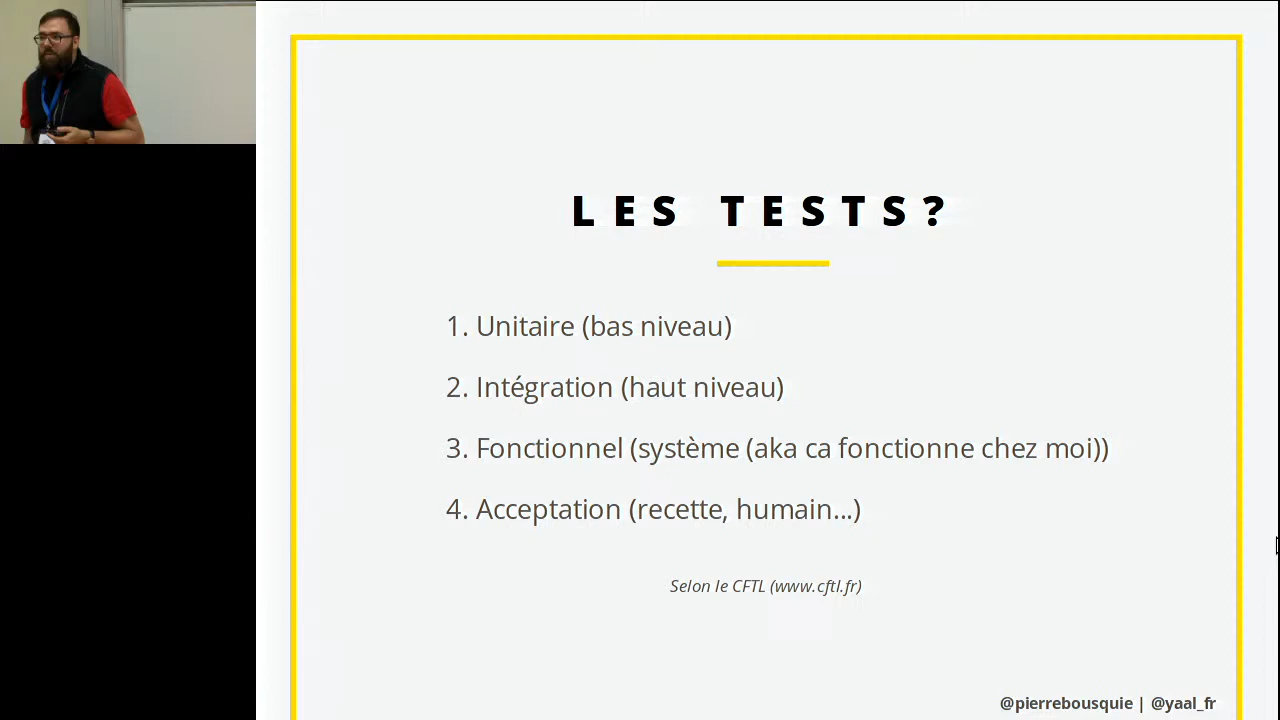 LES TESTS?
1. Unitaire (bas niveau)
2. Intégration (haut niveau)
3. Fonctionnel (système (aka ca fonctionne chez moi))
4. Acceptation (recette, humain...)
Selon le CFTL (www.cftl.fr)
@pierrebousquie | @yaal_fr